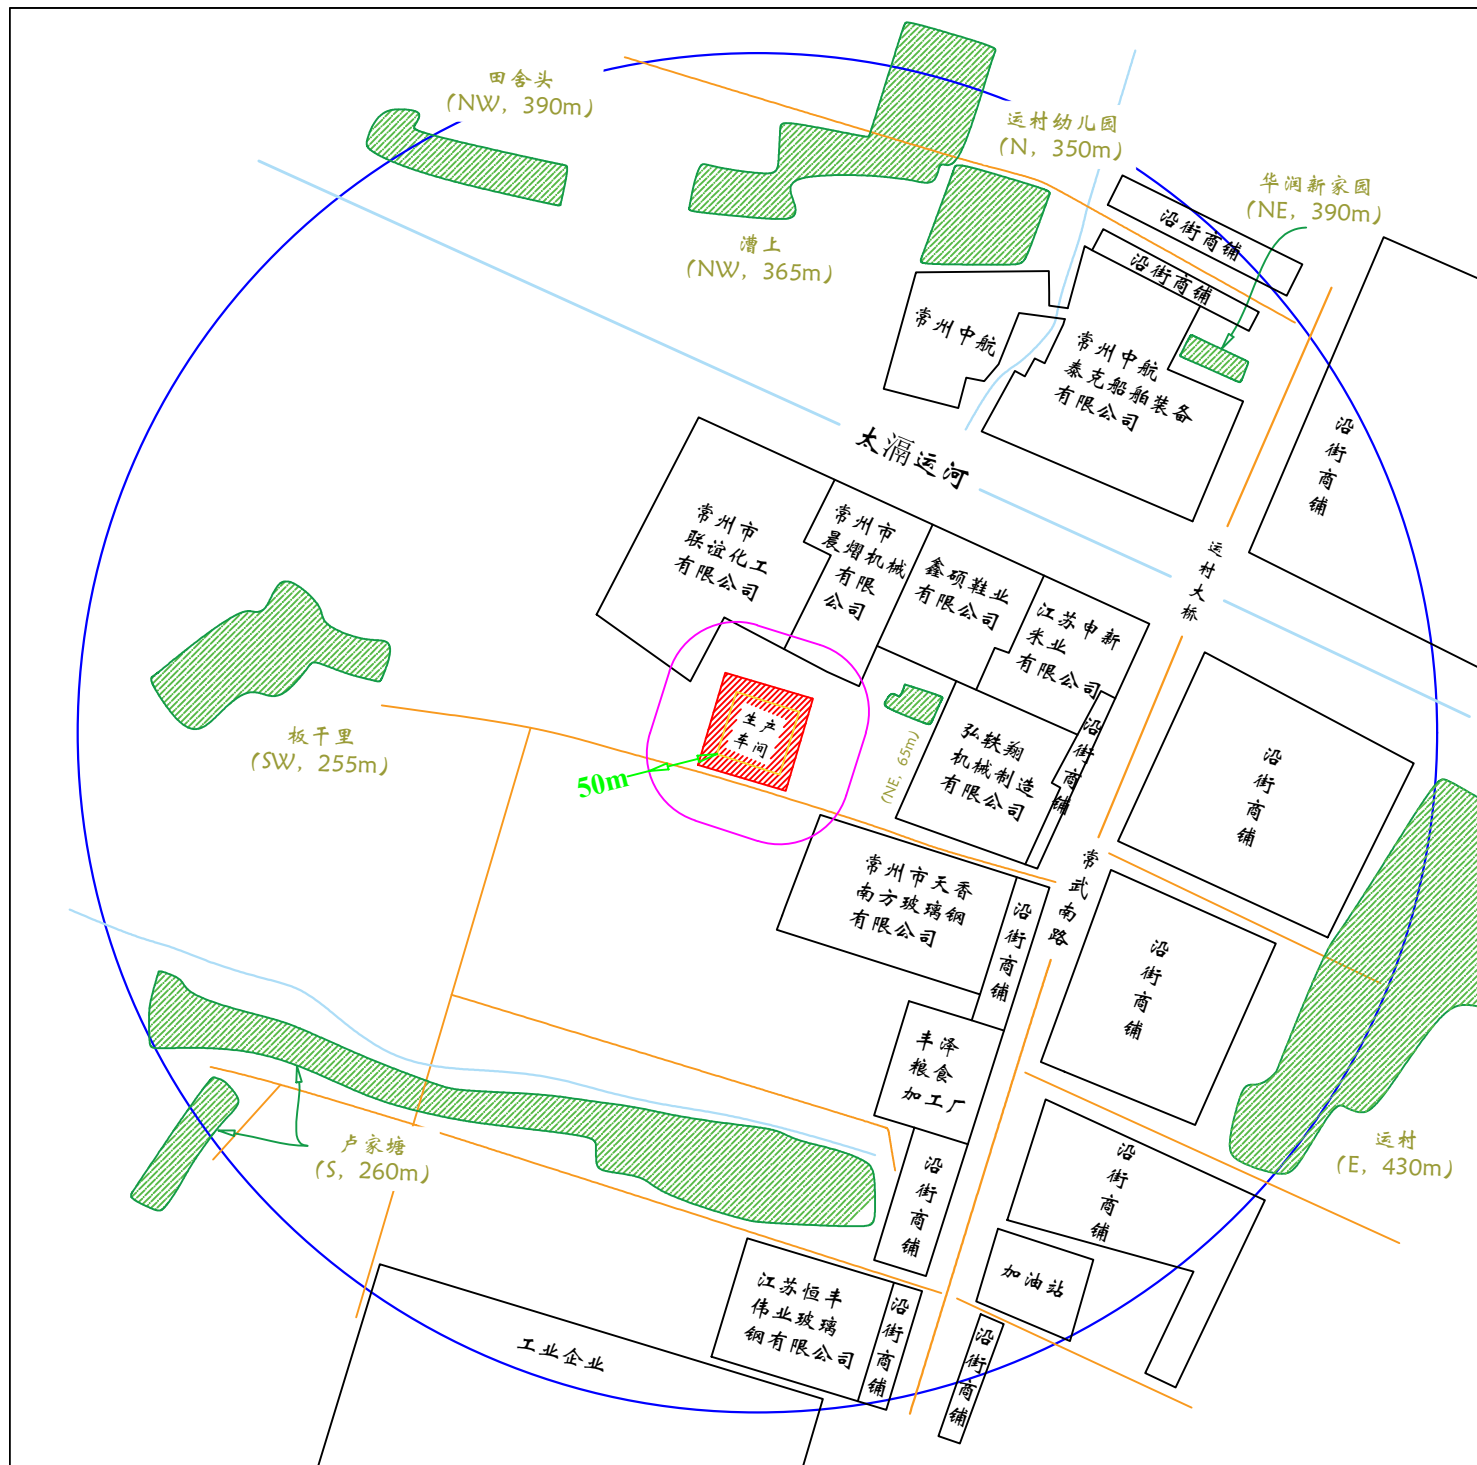 田舍头
(NW, 390m)
运村幼儿园
(N, 350m)
华润新家园
(NE, 390m)
沿街商铺
沿街商铺
漕上
(NW, 365m)
常州中航
常州中航
泰克船舶装备
有限公司
沿街商铺
太滆运河
常州市
联谊化工
有限公司
常州市
晨熠机械
有限
公司
鑫硕鞋业
有限公司
江苏申新
米业
有限公司
运村大桥
板干里
(SW, 255m)
生产
车间
50m
(NE, 65m)
弘轶翔
机械制造
有限公司
沿街商铺
沿街商铺
常武南路
常州市天香
南方玻璃钢
有限公司
沿街商铺
沿街商铺
丰泽
粮食
加工厂
卢家塘
(S, 260m)
沿街商铺
沿街商铺
运村
(E, 430m)
加油站
江苏恒丰
伟业玻璃
钢有限公司
沿街商铺
沿街商铺
工业企业